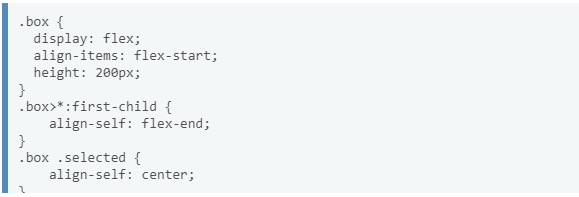 .box {
  display: flex;
  align-items: flex-start;
  height: 200px;
}
.box>*:first-child {
    align-self: flex-end;
}
.box .selected {
    align-self: center;
}